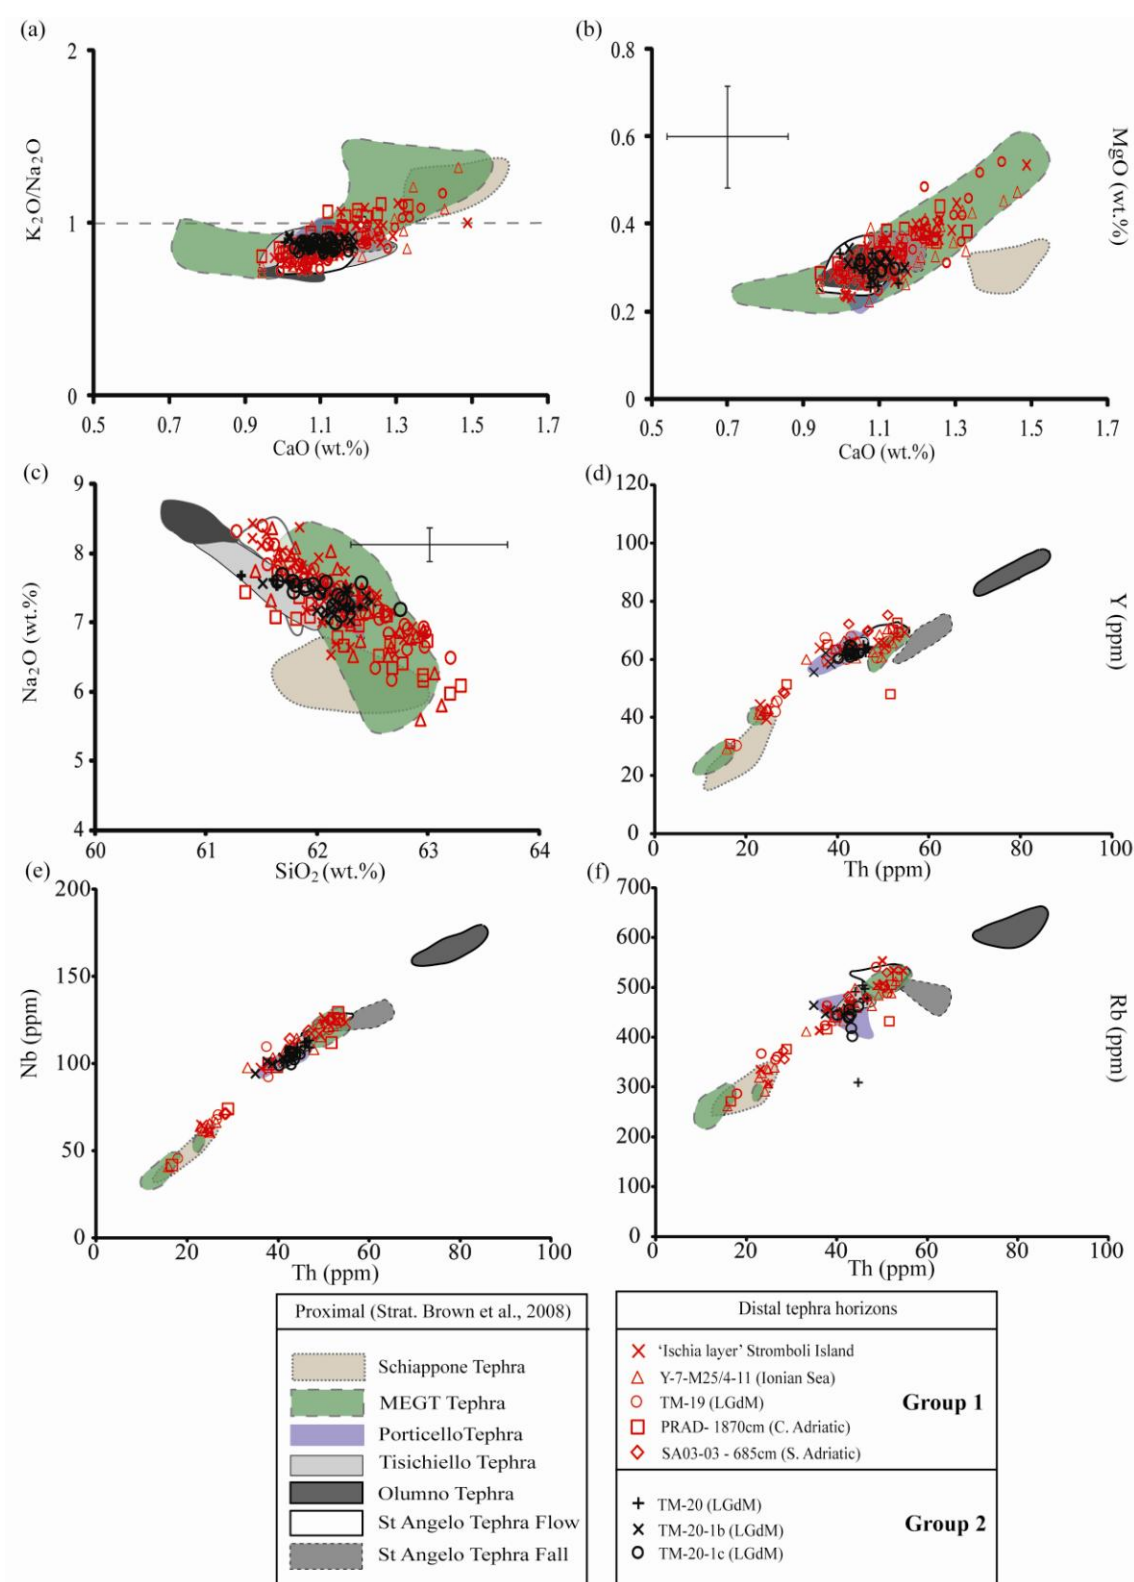 (a)
2
1
0
K₂O/Na₂O
0.5 0.7 0.9 1.1 1.3 1.5 1.7
CaO (wt.%)
(b)
0.8
0.6
0.4
0.2
0
MgO (wt.%)
0.5 0.7 0.9 1.1 1.3 1.5 1.7
CaO (wt.%)
(c)
9
8
7
6
5
4
Na₂O (wt.%)
60 61 62 63 64
SiO₂ (wt.%)
(d)
120
100
80
60
40
20
0
Y (ppm)
0 20 40 60 80 100
Th (ppm)
(e)
200
150
100
50
0
Nb (ppm)
0 20 40 60 80 100
Th (ppm)
(f)
700
600
500
400
300
200
100
0
Rb (ppm)
0 20 40 60 80 100
Th (ppm)
Proximal (Strat. Brown et al., 2008)
Schiappone Tephra
MEGT Tephra
PorticelloTephra
Tisichiello Tephra
Olumno Tephra
St Angelo Tephra Flow
St Angelo Tephra Fall
Distal tephra horizons
'Ischia layer' Stromboli Island
Y-7-M25/4-11 (Ionian Sea)
TM-19 (LGdM)
Group 1
PRAD- 1870cm (C. Adriatic)
SA03-03 - 685cm (S. Adriatic)
TM-20 (LGdM)
TM-20-1b (LGdM)
Group 2
TM-20-1c (LGdM)